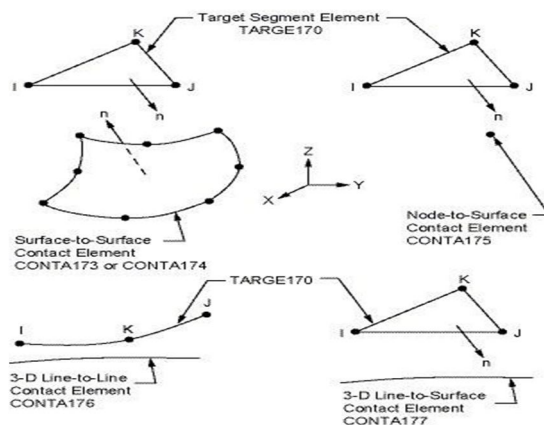 Target Segment Element
TARGE170
K
I
J
n
K
I
J
n
n
Z
X
Y
Surface-to-Surface
Contact Element
CONTA173 or CONTA174
Node-to-Surface
Contact Element
CONTA175
TARGE170
I
K
J
K
I
J
n
3-D Line-to-Line
Contact Element
CONTA176
3-D Line-to-Surface
Contact Element
CONTA177